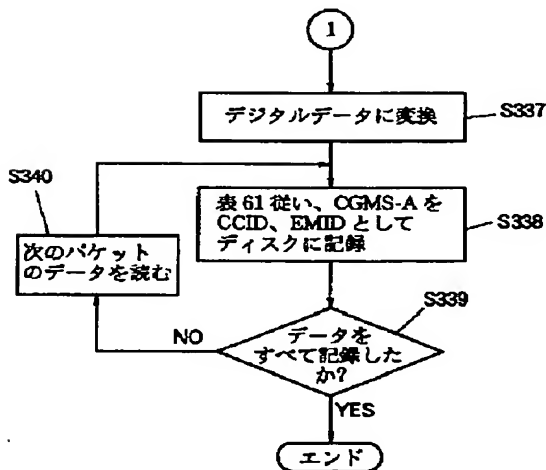 1
デジタルデータに変換
S337
S340
表61従い、CGMS-Aを
CCID、EMIDとして
ディスクに記録
S338
次のパケット
のデータを読む
S339
データを
すべて記録した
か?
NO
YES
エンド